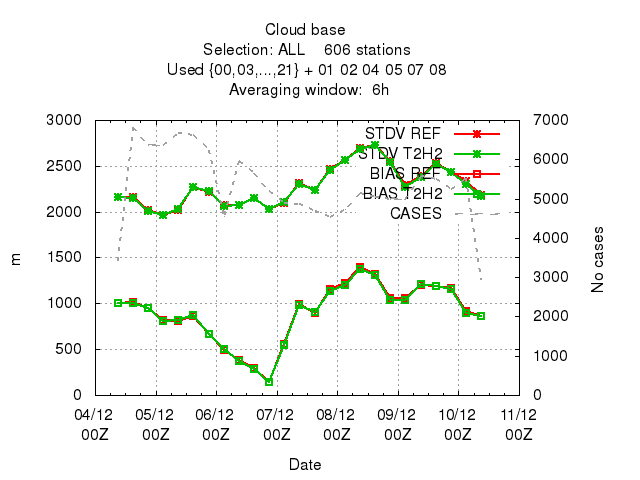 Cloud base
Selection: ALL 606 stations
Used {00,03,...,21} + 01 02 04 05 07 08
Averaging window: 6h
3000
2500
2000
1500
1000
500
0
m
7000
6000
5000
4000
3000
2000
1000
0
No cases
STDV REF
STDV T2H2
BIAS REF
BIAS T2H2
CASES
04/12 05/12 06/12 07/12 08/12 09/12 10/12 11/12
00Z 00Z 00Z 00Z 00Z 00Z 00Z 00Z
Date